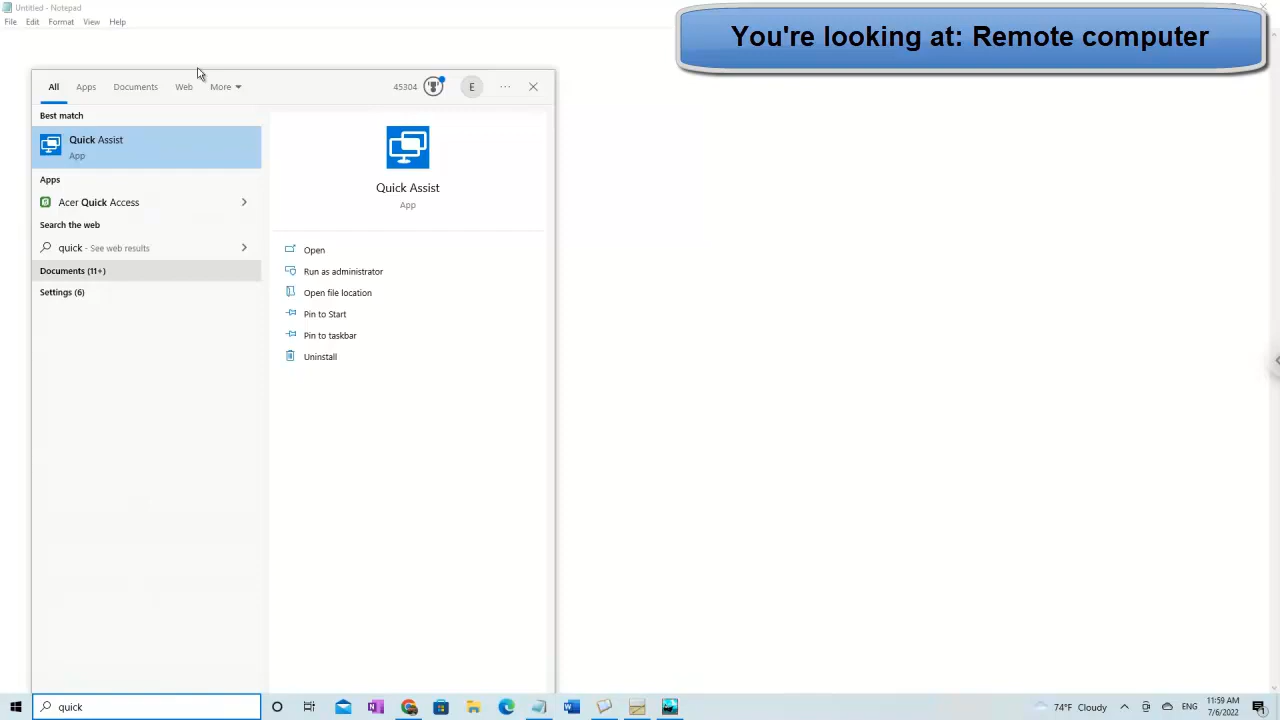 Untitled - Notepad
File Edit Format View Help
You're looking at: Remote computer
All Apps Documents Web More 45304 E ...
Best match
Quick Assist
App
Apps
Acer Quick Access
Search the web
quick - See web results
Documents (11+)
Settings (6)
Quick Assist
App
Open
Run as administrator
Open file location
Pin to Start
Pin to taskbar
Uninstall
quick
74°F Cloudy ENG 11:59 AM
7/6/2022
1